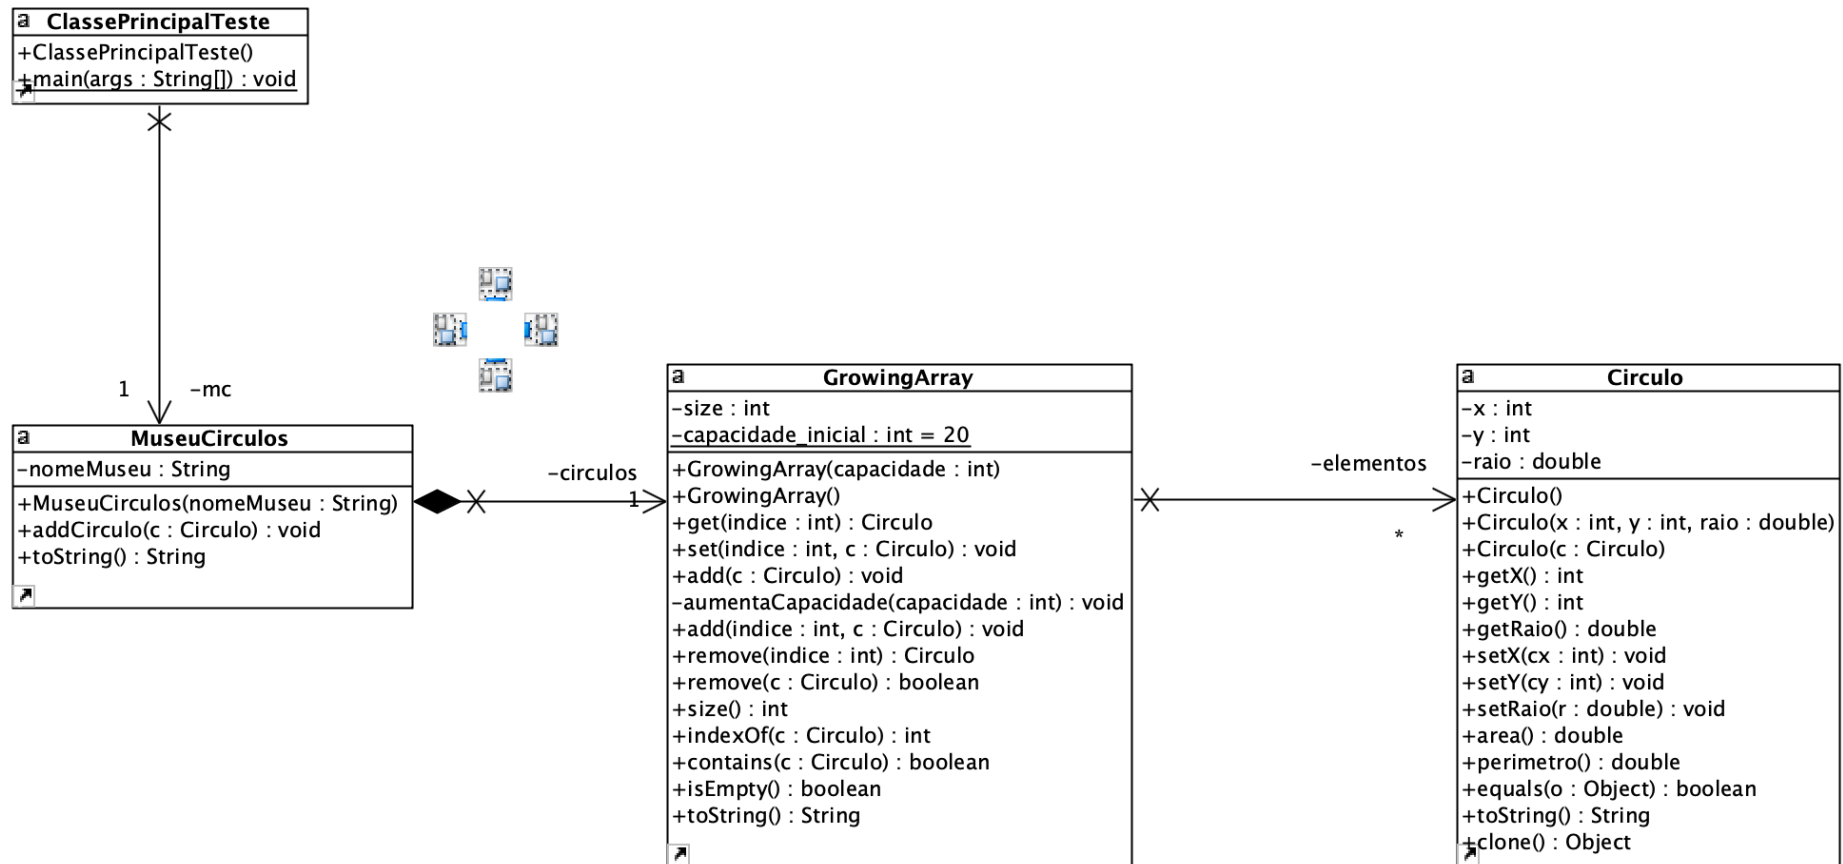 a ClassePrincipalTeste
+ClassePrincipalTeste()
+main(args : String[]) : void
1 -mc
a MuseuCirculos
-nomeMuseu : String
+MuseuCirculos(nomeMuseu : String)
+addCirculo(c : Circulo) : void
+toString() : String
-circulos
1
a GrowingArray
-size : int
-capacidade_inicial : int = 20
+GrowingArray(capacidade : int)
+GrowingArray()
+get(indice : int) : Circulo
+set(indice : int, c : Circulo) : void
+add(c : Circulo) : void
-aumentaCapacidade(capacidade : int) : void
+add(indice : int, c : Circulo) : void
+remove(indice : int) : Circulo
+remove(c : Circulo) : boolean
+size() : int
+indexOf(c : Circulo) : int
+contains(c : Circulo) : boolean
+isEmpty() : boolean
+toString() : String
-elementos
*
a Circulo
-x : int
-y : int
-raio : double
+Circulo()
+Circulo(x : int, y : int, raio : double)
+Circulo(c : Circulo)
+getX() : int
+getY() : int
+getRaio() : double
+setX(cx : int) : void
+setY(cy : int) : void
+setRaio(r : double) : void
+area() : double
+perimetro() : double
+equals(o : Object) : boolean
+toString() : String
+clone() : Object